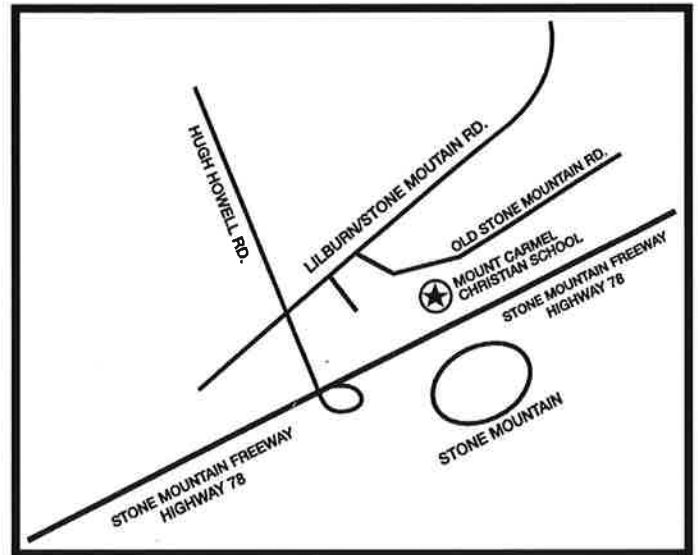 HUGH HOWELL RD.
LILBURN/STONE MOUTAIN RD.
OLD STONE MOUNTAIN RD.
MOUNT CARMEL
CHRISTIAN SCHOOL
STONE MOUNTAIN FREEWAY
HIGHWAY 78
STONE MOUNTAIN
STONE MOUNTAIN FREEWAY
HIGHWAY 78